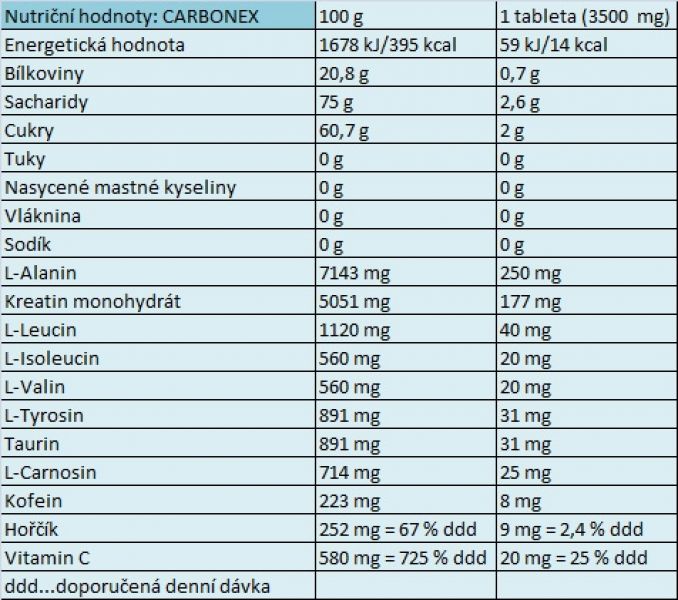 Nutriční hodnoty: CARBONEX 100 g 1 tableta (3500 mg)
Energetická hodnota 1678 kJ/395 kcal 59 kJ/14 kcal
Bílkoviny 20,8 g 0,7 g
Sacharidy 75 g 2,6 g
Cukry 60,7 g 2 g
Tuky 0 g 0 g
Nasycené mastné kyseliny 0 g 0 g
Vláknina 0 g 0 g
Sodík 0 g 0 g
L-Alanin 7143 mg 250 mg
Kreatin monohydrát 5051 mg 177 mg
L-Leucin 1120 mg 40 mg
L-Isoleucin 560 mg 20 mg
L-Valin 560 mg 20 mg
L-Tyrosin 891 mg 31 mg
Taurin 891 mg 31 mg
L-Carnosin 714 mg 25 mg
Kofein 223 mg 8 mg
Hořčík 252 mg = 67 % ddd 9 mg = 2,4 % ddd
Vitamin C 580 mg = 725 % ddd 20 mg = 25 % ddd
ddd...doporučená denní dávka